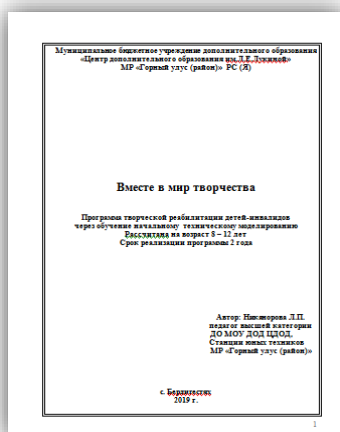 Муниципальное бюджетное учреждение дополнительного образования
«Центр дополнительного образования им.Л.Е.Лукиной»
МР «Горный улус (район)» РС (Я)
Вместе в мир творчества
Программа творческой реабилитации детей-инвалидов
через обучение начальному техническому моделированию
Рассчитана на возраст 8 – 12 лет
Срок реализации программы 2 года
Автор: Никанорова Л.П.
педагог высшей категории
ДО МОУ ДОД ЦДОД,
Станции юных техников
МР «Горный улус (район)»
с. Бердигестях
2019 г.
1